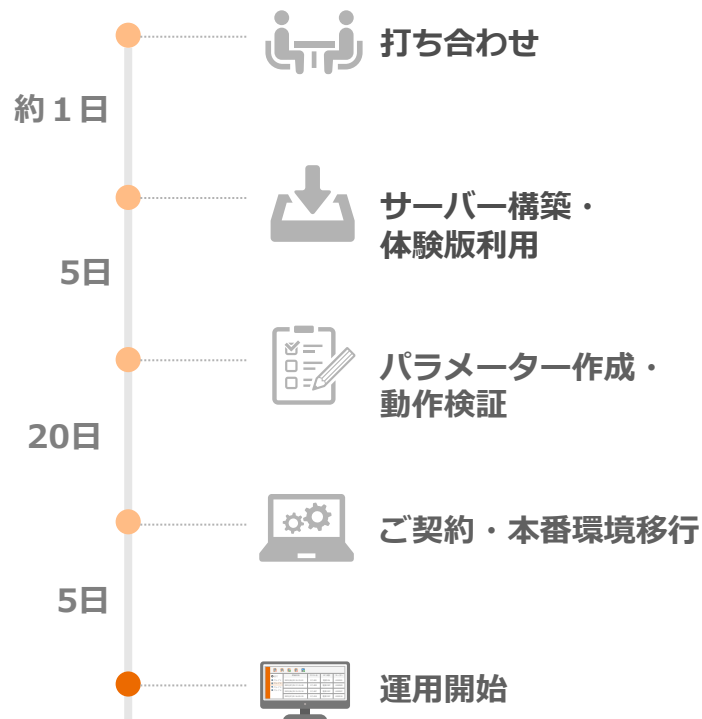 打ち合わせ
約１日
サーバー構築・
体験版利用
5日
パラメーター作成・
動作検証
20日
ご契約・本番環境移行
5日
運用開始